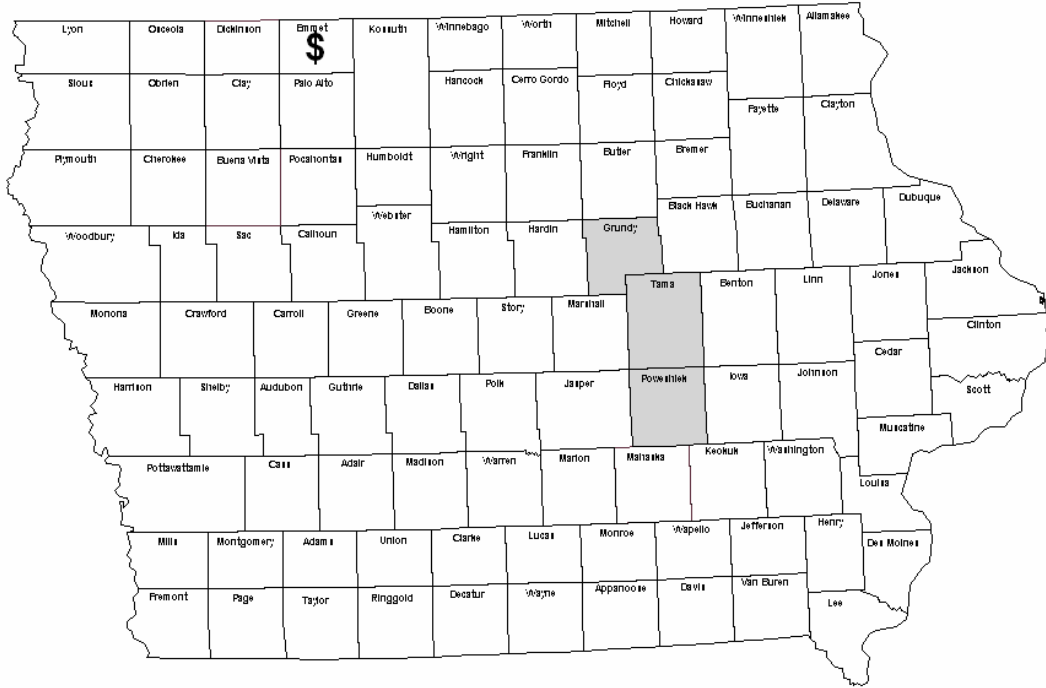 Lyon
Osceola
Dickinson
Emmet
Kossuth
Winnebago
Worth
Mitchell
Howard
Winneshiek
Allamakee
$
Sioux
Obrien
Clay
Palo Alto
Hancock
Cerro Gordo
Floyd
Chickasaw
Fayette
Clayton
Plymouth
Cherokee
Buena Vista
Pocahontas
Humboldt
Wright
Franklin
Butler
Bremer
Webster
Black Hawk
Buchanan
Delaware
Dubuque
Woodbury
Ida
Sac
Calhoun
Hamilton
Hardin
Grundy
Tama
Benton
Linn
Jones
Jackson
Monona
Crawford
Carroll
Greene
Boone
Story
Marshall
Clinton
Cedar
Harrison
Shelby
Audubon
Guthrie
Dallas
Polk
Jasper
Poweshiek
Iowa
Johnson
Scott
Muscatine
Pottawattamie
Cass
Adair
Madison
Warren
Marion
Mahaska
Keokuk
Washington
Louisa
Mills
Montgomery
Adams
Union
Clarke
Lucas
Monroe
Wapello
Jefferson
Henry
Des Moines
Fremont
Page
Taylor
Ringgold
Decatur
Wayne
Appanoose
Davis
Van Buren
Lee